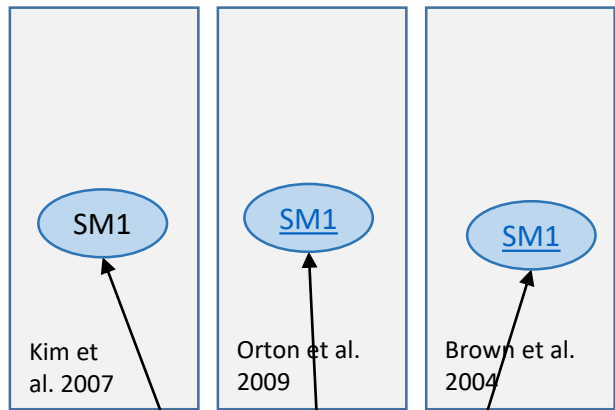 SM1
Kim et
al. 2007
SM1
Orton et al.
2009
SM1
Brown et al.
2004